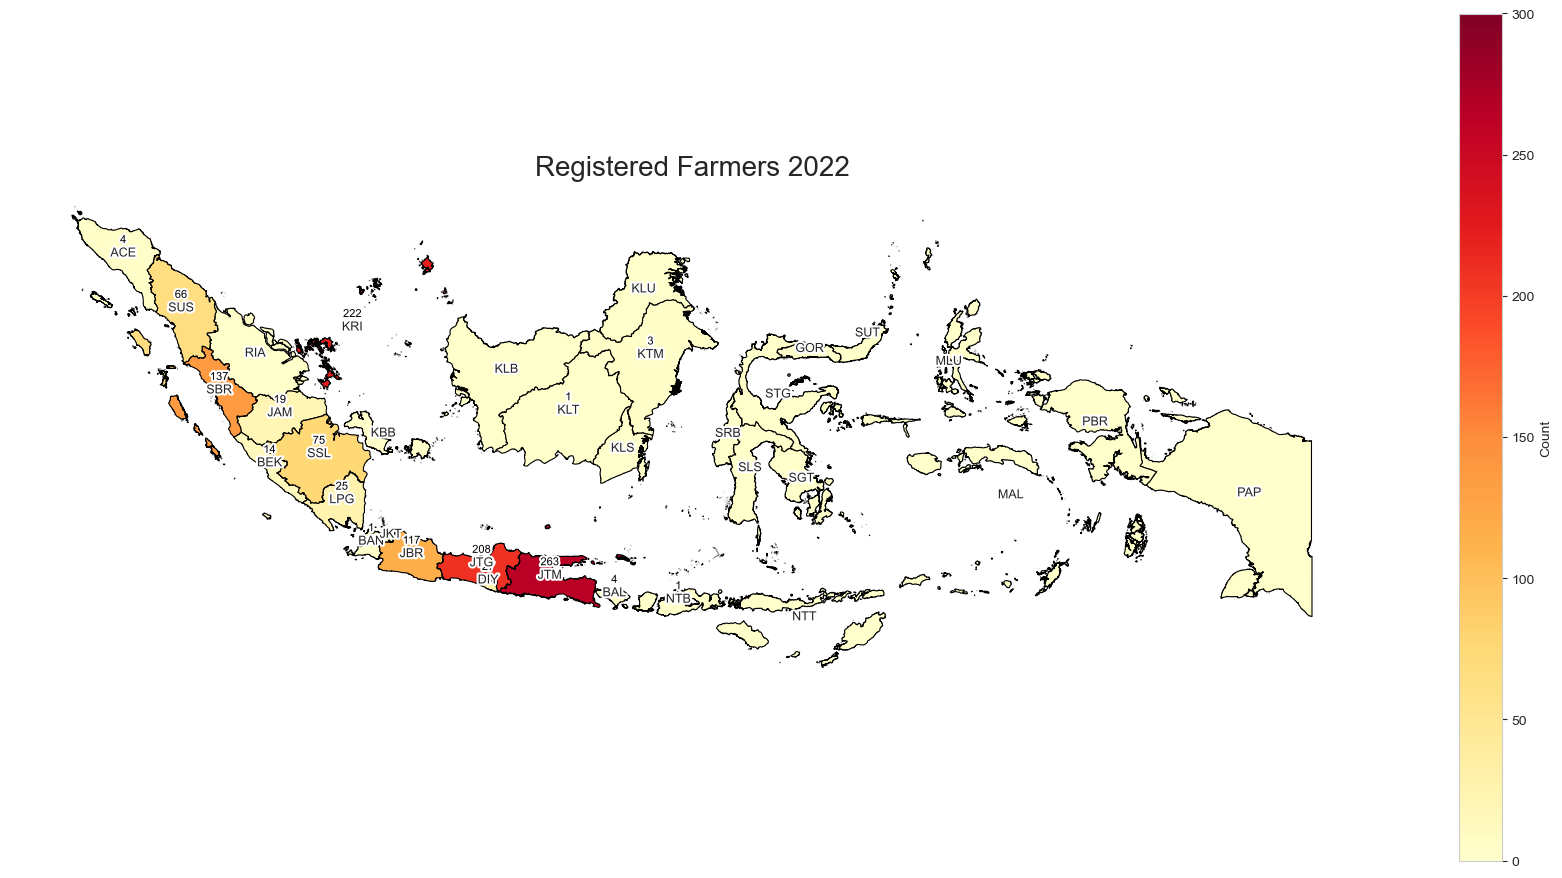 Registered Farmers 2022
4
ACE
66
SUS
RIA
222
KRI
137
SBR
19
JAM
75
SSL
14
BEK
25
LPG
KBB
1
BAN
JKT
117
JBR
208
JTG
DIY
263
JTM
4
BAL
1
NTB
NTT
KLB
1
KLT
KLS
3
KTM
KLU
SUT
GOR
STG
SRB
SLS
SGT
MLU
MAL
PBR
PAP
300
250
200
150
100
50
0
Count